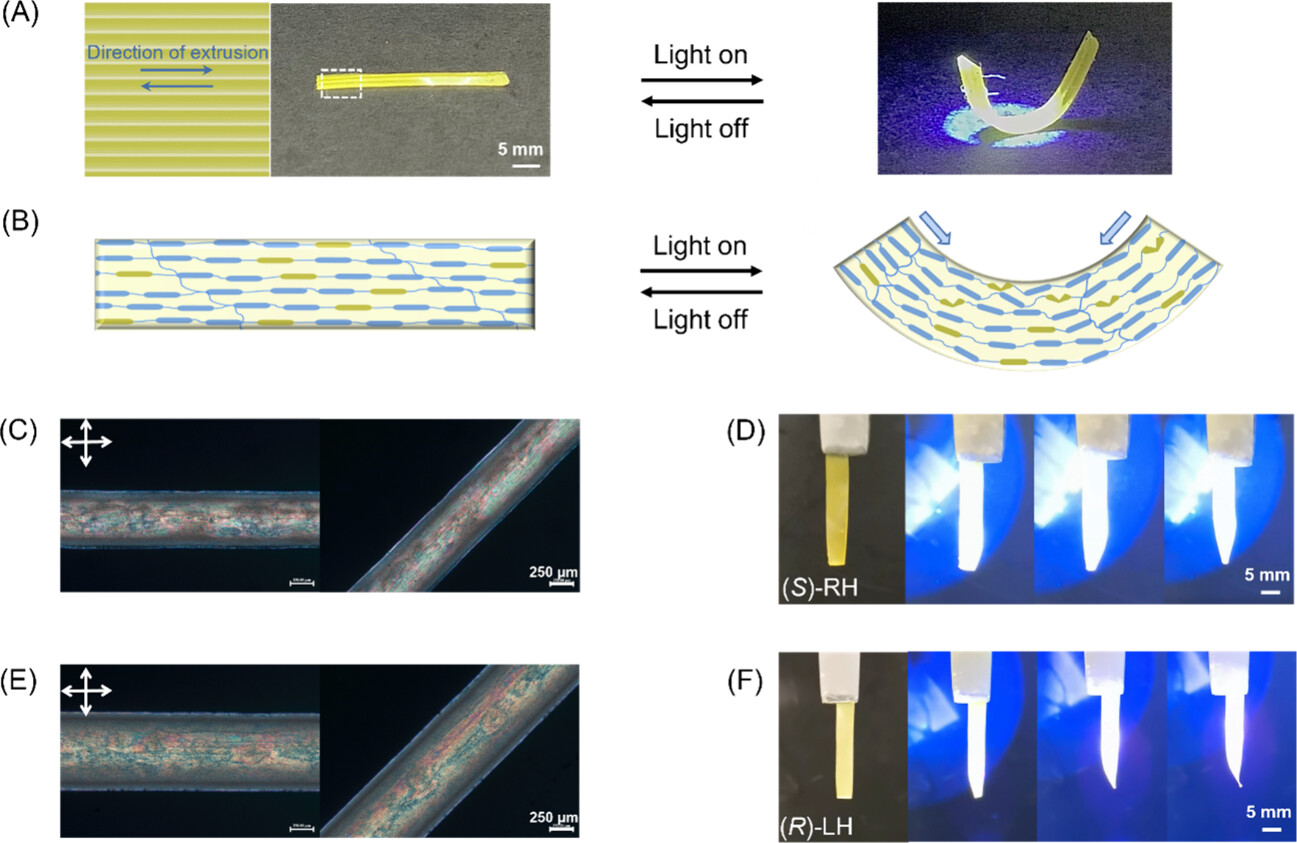 (A)
Direction of extrusion
5 mm
Light on
Light off
(B)
Light on
Light off
(C)
250 μm
(D)
(S)-RH
5 mm
(E)
250 μm
(F)
(R)-LH
5 mm